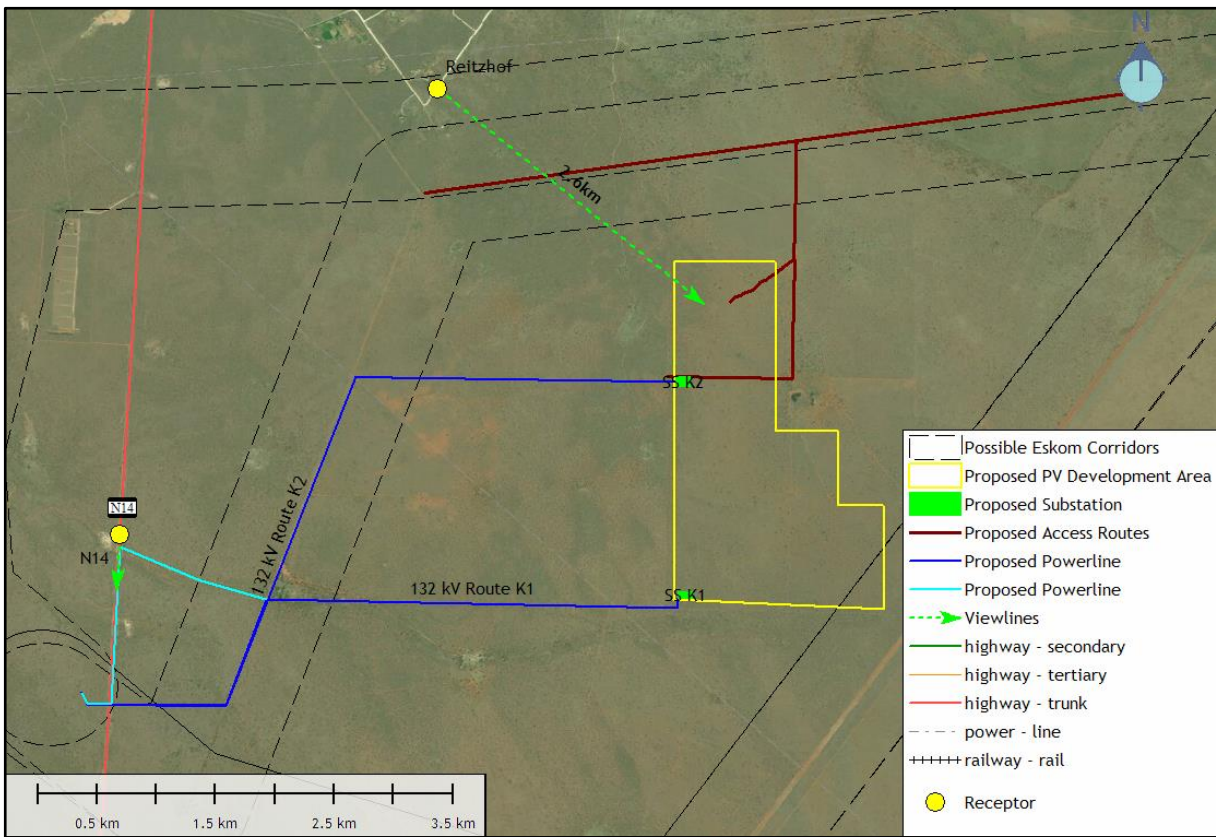 N
Reitzhof
2.6km
SS K2
132 kV Route K2
N14
N14
132 kV Route K1
SS K1
Possible Eskom Corridors
Proposed PV Development Area
Proposed Substation
Proposed Access Routes
Proposed Powerline
Proposed Powerline
Viewlines
highway - secondary
highway - tertiary
highway - trunk
power - line
railway - rail
Receptor
0.5 km 1.5 km 2.5 km 3.5 km